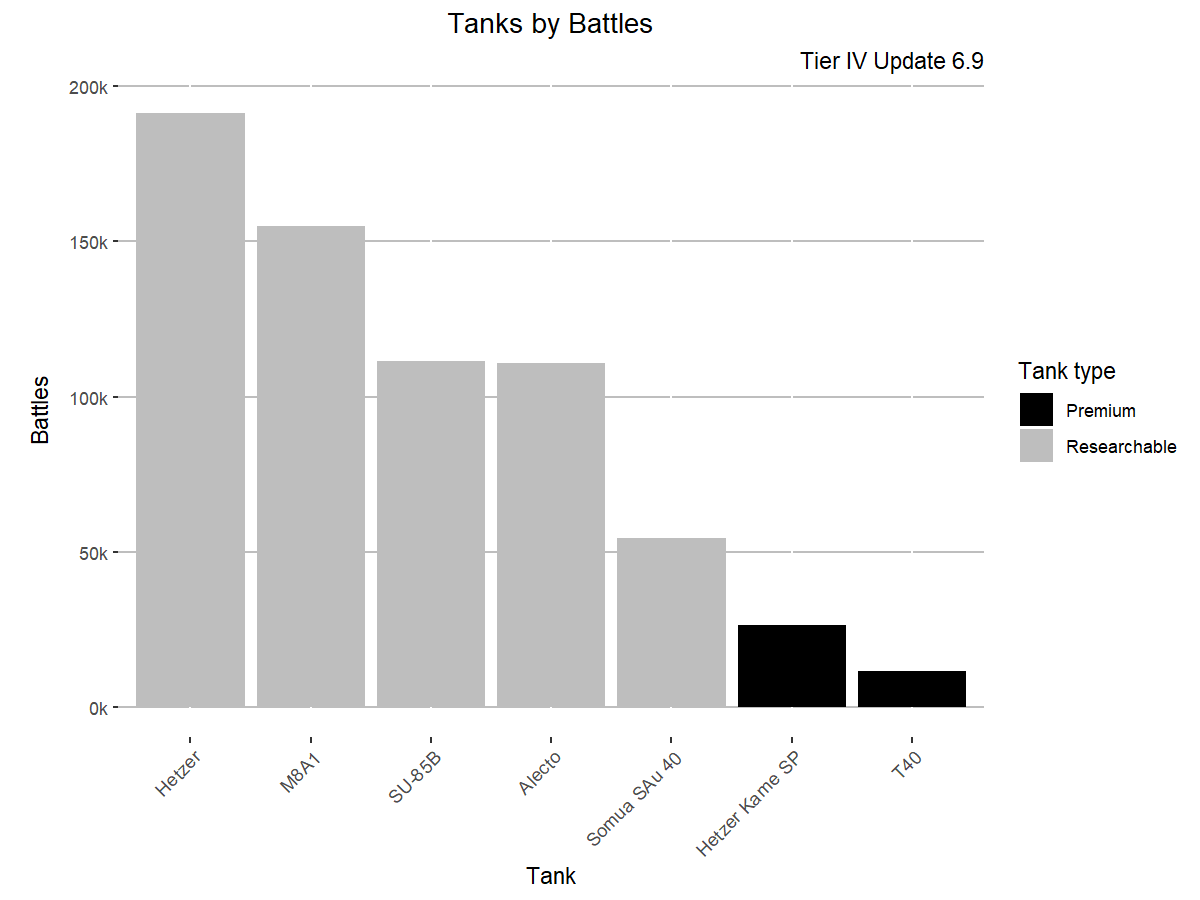 Tanks by Battles
Tier IV Update 6.9
200k
150k
100k
50k
0k
Battles
Hetzer
M8A1
SU-85B
Alecto
Somua SAu 40
Hetzer Kame SP
T40
Tank
Tank type
Premium
Researchable